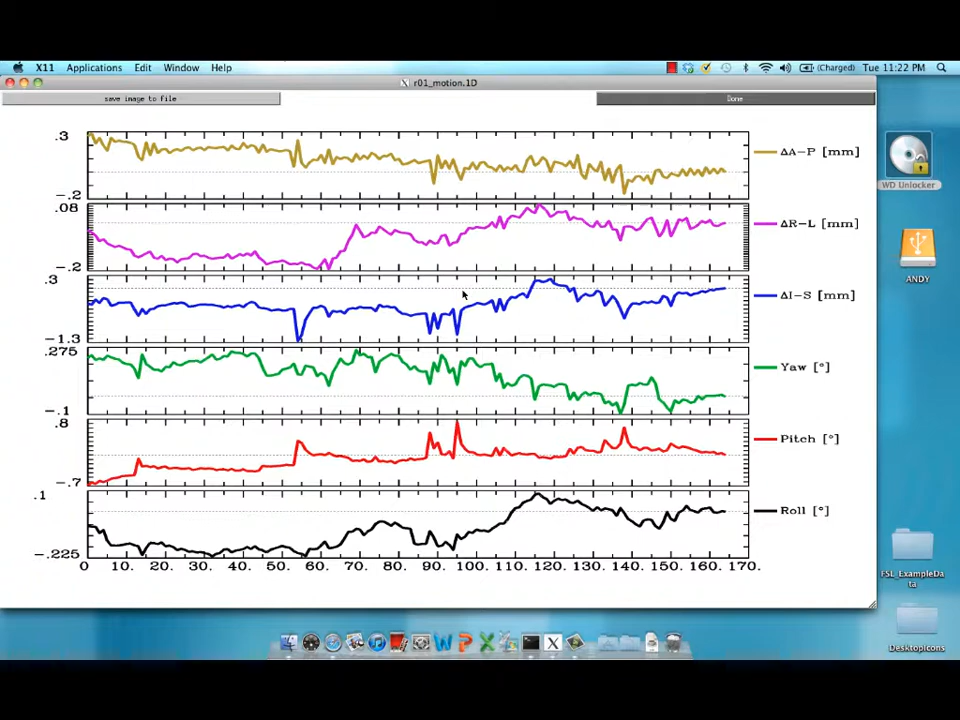 X11 Applications Edit Window Help (Charged) Tue 11:22 PM
r01_motion.1D
save image to file Done
.3
ΔA-P [mm]
-.2
.08
ΔR-L [mm]
-.2
.3
ΔI-S [mm]
-1.3
.275
Yaw [°]
-.1
.8
Pitch [°]
-.7
.1
Roll [°]
-.225
0. 10. 20. 30. 40. 50. 60. 70. 80. 90. 100. 110. 120. 130. 140. 150. 160. 170.
WD Unlocker
ANDY
FSL_ExampleDa
ta
DesktopIcons